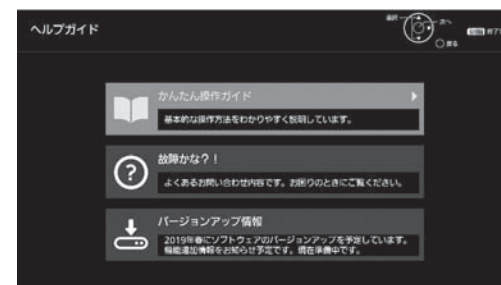 ヘルプガイド
選択
次へ
戻る
終了
かんたん操作ガイド
基本的な操作方法をわかりやすく説明しています。
故障かな？！
よくあるお問い合わせ内容です。お困りのときにご覧ください。
バージョンアップ情報
2019年春にソフトウェアのバージョンアップを予定しています。
機能追加情報をお知らせ予定です。現在準備中です。